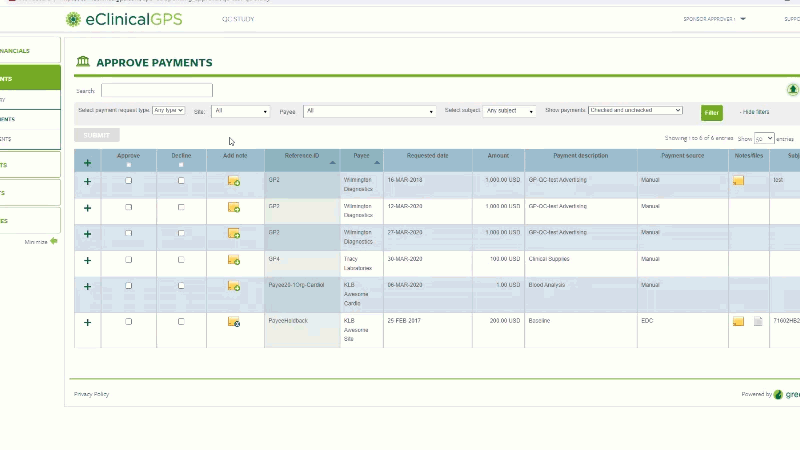 eClinicalGPS
QC STUDY
SPONSOR APPROVER 1
NANCIALS
NTS
MENTS
ENTS
TS
TS
IES
Minimize
APPROVE PAYMENTS
Search:
Select payment request type: Any type Site: All Payee All Select subject: Any subject Show payments: Checked and unchecked Filter - Hide filters
SUBMIT
Showing 1 to 6 of 6 entries Show 50 entries
+ Approve Decline Add note Reference ID Payee Requested date Amount Payment description Payment source Notes/files Subj
+ GP2 Wilmington Diagnostics 16-MAR-2018 1,000.00 USD GP-QC-test Advertising Manual test
+ GP2 Wilmington Diagnostics 12-MAR-2020 1,000.00 USD GP-QC-test Advertising Manual
+ GP2 Wilmington Diagnostics 27-MAR-2020 1,000.00 USD GP-QC-test Advertising Manual
+ GP4 Tracy Laboratories 30-MAR-2020 100.00 USD Clinical Supplies Manual
+ Payee25-1Org-Cardiol KLB Awesome Cardio 06-MAR-2020 1.00 USD Blood Analysis Manual
+ PayeeHoldback KLB Awesome Site 25-FEB-2017 200.00 USD Baseline EDC 71602HB2
Privacy Policy
Powered by gree